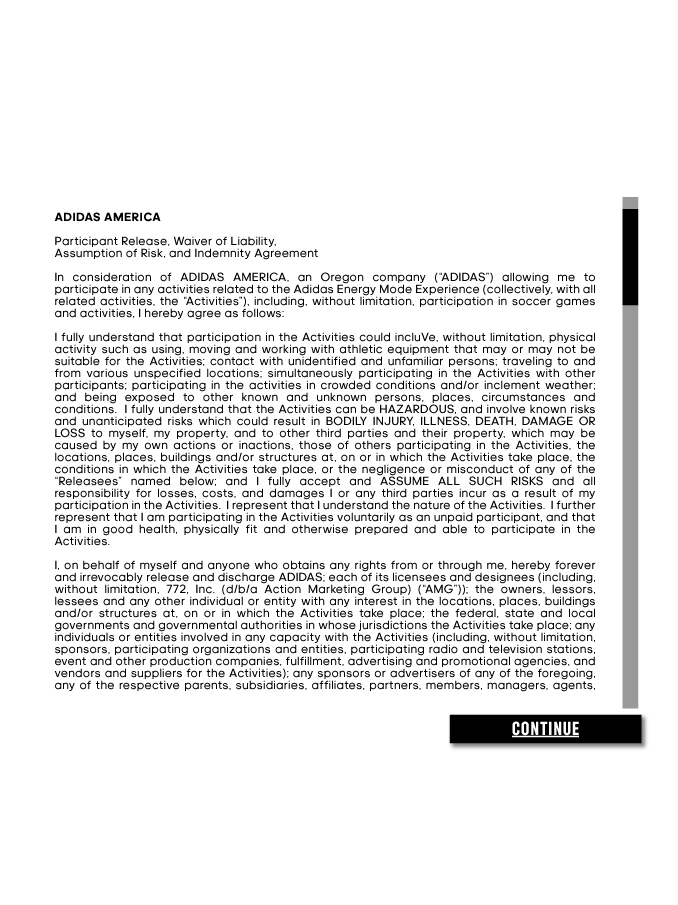 ADIDAS AMERICA
Participant Release, Waiver of Liability,
Assumption of Risk, and Indemnity Agreement
In consideration of ADIDAS AMERICA, an Oregon company (“ADIDAS”) allowing me to
participate in any activities related to the Adidas Energy Mode Experience (collectively, with all
related activities, the “Activities”), including, without limitation, participation in soccer games
and activities, I hereby agree as follows:
I fully understand that participation in the Activities could incluVe, without limitation, physical
activity such as using, moving and working with athletic equipment that may or may not be
suitable for the Activities; contact with unidentified and unfamiliar persons; traveling to and
from various unspecified locations; simultaneously participating in the Activities with other
participants; participating in the activities in crowded conditions and/or inclement weather;
and being exposed to other known and unknown persons, places, circumstances and
conditions.  I fully understand that the Activities can be HAZARDOUS, and involve known risks
and unanticipated risks which could result in BODILY INJURY, ILLNESS, DEATH, DAMAGE OR
LOSS to myself, my property, and to other third parties and their property, which may be
caused by my own actions or inactions, those of others participating in the Activities, the
locations, places, buildings and/or structures at, on or in which the Activities take place, the
conditions in which the Activities take place, or the negligence or misconduct of any of the
“Releasees” named below; and I fully accept and ASSUME ALL SUCH RISKS and all
responsibility for losses, costs, and damages I or any third parties incur as a result of my
participation in the Activities.  I represent that I understand the nature of the Activities.  I further
represent that I am participating in the Activities voluntarily as an unpaid participant, and that
I am in good health, physically fit and otherwise prepared and able to participate in the
Activities.
I, on behalf of myself and anyone who obtains any rights from or through me, hereby forever
and irrevocably release and discharge ADIDAS; each of its licensees and designees (including,
without limitation, 772, Inc. (d/b/a Action Marketing Group) (“AMG”)); the owners, lessors,
lessees and any other individual or entity with any interest in the locations, places, buildings
and/or structures at, on or in which the Activities take place; the federal, state and local
governments and governmental authorities in whose jurisdictions the Activities take place; any
individuals or entities involved in any capacity with the Activities (including, without limitation,
sponsors, participating organizations and entities, participating radio and television stations,
event and other production companies, fulfillment, advertising and promotional agencies, and
vendors and suppliers for the Activities); any sponsors or advertisers of any of the foregoing,
any of the respective parents, subsidiaries, affiliates, partners, members, managers, agents,
CONTINUE